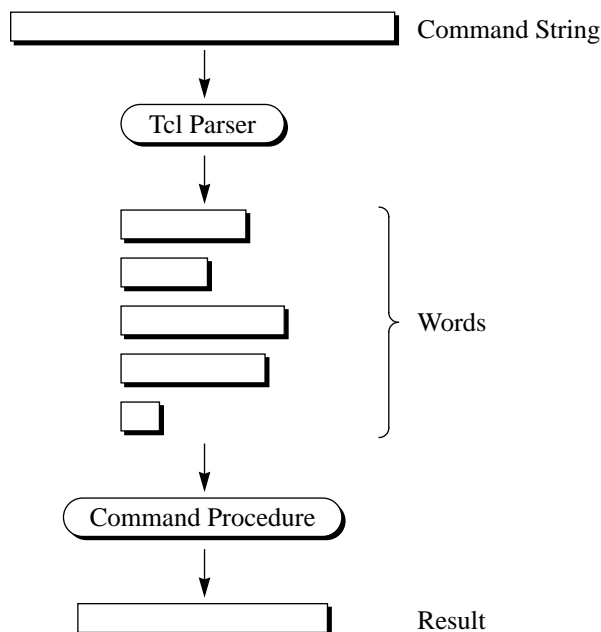 Command String
Tcl Parser
Words
Command Procedure
Result